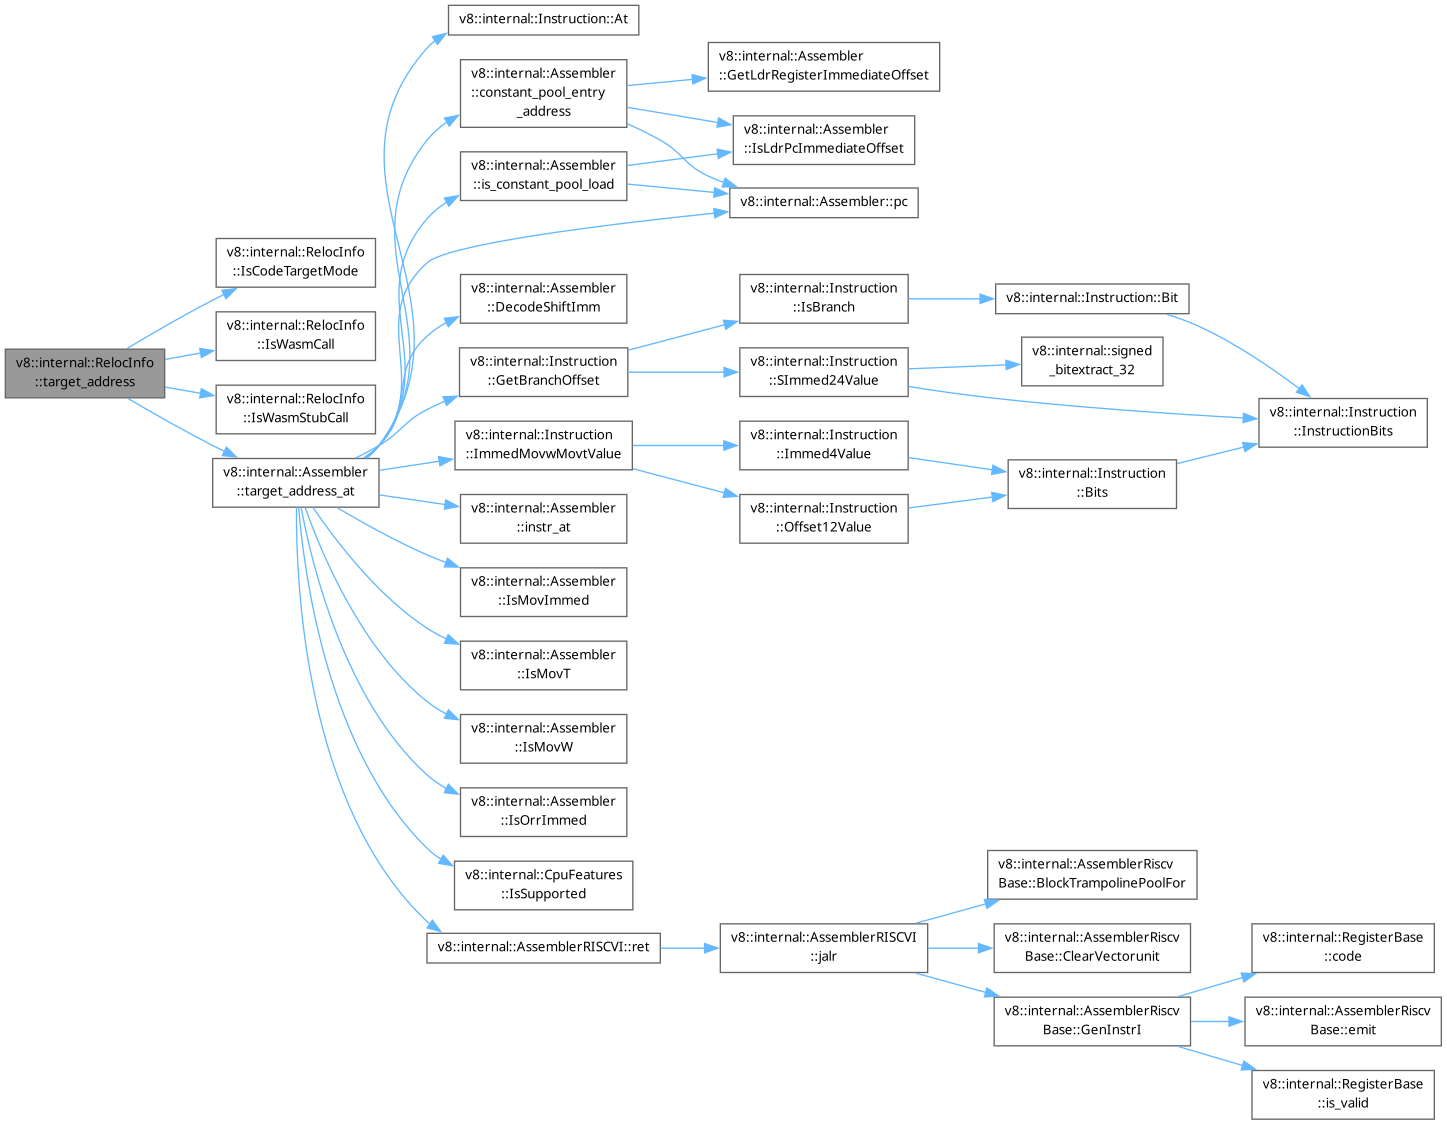 v8::internal::RelocInfo
::target_address
v8::internal::RelocInfo
::IsCodeTargetMode
v8::internal::RelocInfo
::IsWasmCall
v8::internal::RelocInfo
::IsWasmStubCall
v8::internal::Assembler
::target_address_at
v8::internal::Instruction::At
v8::internal::Assembler
::constant_pool_entry
_address
v8::internal::Assembler
::GetLdrRegisterImmediateOffset
v8::internal::Assembler
::IsLdrPcImmediateOffset
v8::internal::Assembler
::is_constant_pool_load
v8::internal::Assembler::pc
v8::internal::Assembler
::DecodeShiftImm
v8::internal::Instruction
::GetBranchOffset
v8::internal::Instruction
::IsBranch
v8::internal::Instruction::Bit
v8::internal::Instruction
::SImmed24Value
v8::internal::signed
_bitextract_32
v8::internal::Instruction
::InstructionBits
v8::internal::Instruction
::ImmedMovwMovtValue
v8::internal::Instruction
::Immed4Value
v8::internal::Instruction
::Bits
v8::internal::Instruction
::Offset12Value
v8::internal::Assembler
::instr_at
v8::internal::Assembler
::IsMovImmed
v8::internal::Assembler
::IsMovT
v8::internal::Assembler
::IsMovW
v8::internal::Assembler
::IsOrrImmed
v8::internal::CpuFeatures
::IsSupported
v8::internal::AssemblerRISCVI::ret
v8::internal::AssemblerRISCVI
::jalr
v8::internal::AssemblerRiscv
Base::BlockTrampolinePoolFor
v8::internal::AssemblerRiscv
Base::ClearVectorunit
v8::internal::AssemblerRiscv
Base::GenInstrI
v8::internal::RegisterBase
::code
v8::internal::AssemblerRiscv
Base::emit
v8::internal::RegisterBase
::is_valid